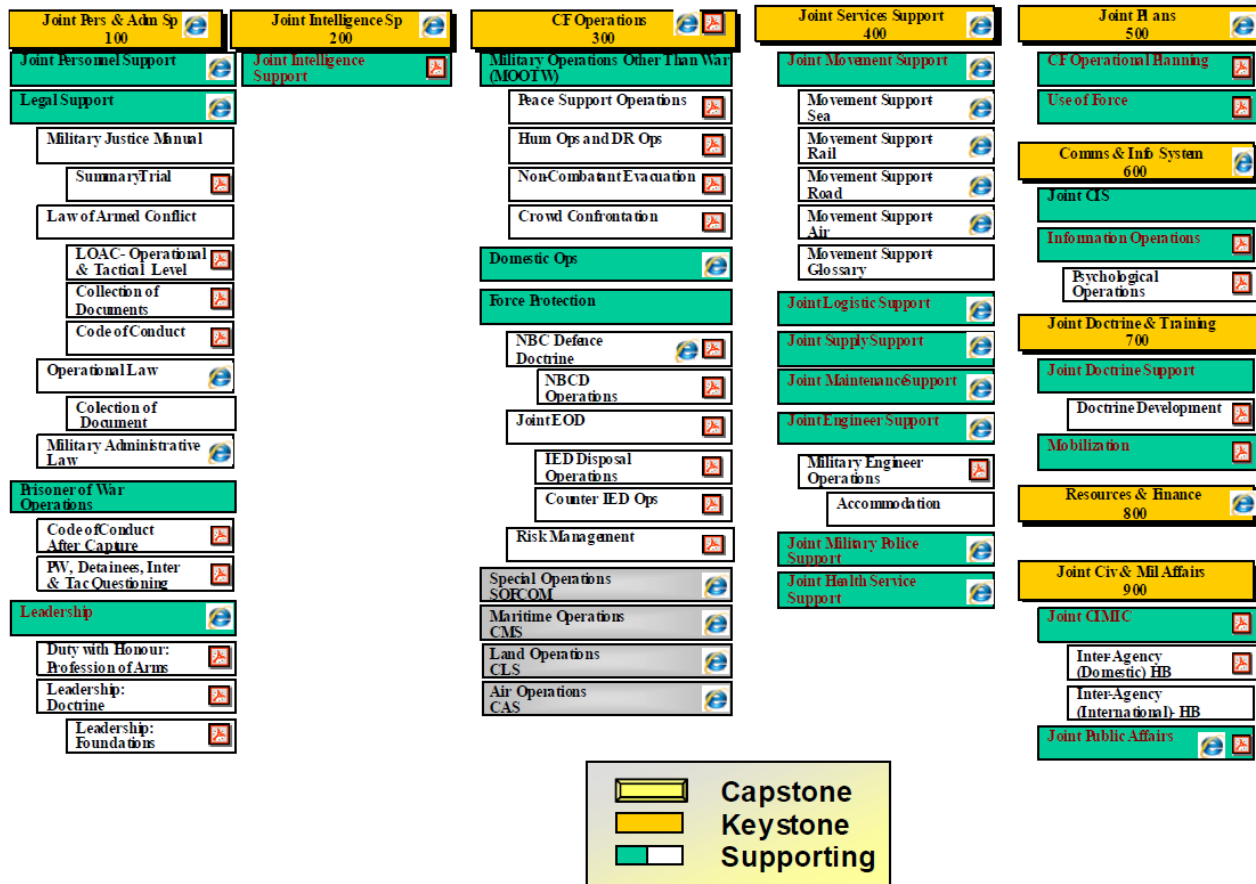 Joint Pers & Adm Sp
100
Joint Personnel Support
Legal Support
Military Justice Manual
Summary Trial
Law of Armed Conflict
LOAC- Operational
& Tactical Level
Collection of
Documents
Code of Conduct
Operational Law
Colection of
Document
Military Administrative
Law
Prisoner of War
Operations
Code of Conduct
After Capture
PW, Detainees, Inter
& Tac Questioning
Leadership
Duty with Honour:
Profession of Arms
Leadership:
Doctrine
Leadership:
Foundations
Joint Intelligence Sp
200
Joint Intelligence
Support
CF Operations
300
Military Operations Other Than War
(MOOTW)
Peace Support Operations
Hum Ops and DR Ops
Non-Combatant Evacuation
Crowd Confrontation
Domestic Ops
Force Protection
NBC Defence
Doctrine
NBCD
Operations
Joint EOD
IED Disposal
Operations
Counter IED Ops
Risk Management
Special Operations
SOFCOM
Maritime Operations
CMS
Land Operations
CLS
Air Operations
CAS
Joint Services Support
400
Joint Movement Support
Movement Support-
Sea
Movement Support-
Rail
Movement Support-
Road
Movement Support-
Air
Movement Support-
Glossary
Joint Logistic Support
Joint Supply Support
Joint Maintenance Support
Joint Engineer Support
Military Engineer
Operations
Accommodation
Joint Military Police
Support
Joint Health Service
Support
Joint Plans
500
CF Operational Planning
Use of Force
Comms & Info System
600
Joint CIS
Information Operations
Psychological
Operations
Joint Doctrine & Training
700
Joint Doctrine Support
Doctrine Development
Mobilization
Resources & Finance
800
Joint Civ & Mil Affairs
900
Joint CIMIC
Inter-Agency
(Domestic) HB
Inter-Agency
(International)- HB
Joint Public Affairs
Capstone
Keystone
Supporting